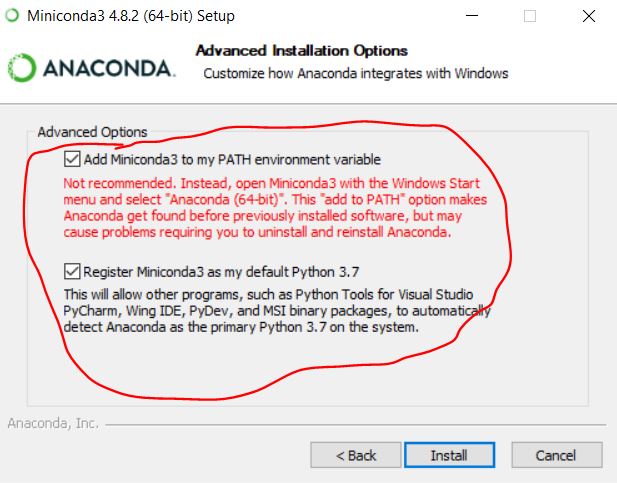 Miniconda3 4.8.2 (64-bit) Setup
ANACONDA.
Advanced Installation Options
Customize how Anaconda integrates with Windows
Advanced Options
Add Miniconda3 to my PATH environment variable
Not recommended. Instead, open Miniconda3 with the Windows Start
menu and select "Anaconda (64-bit)". This "add to PATH" option makes
Anaconda get found before previously installed software, but may
cause problems requiring you to uninstall and reinstall Anaconda.
Register Miniconda3 as my default Python 3.7
This will allow other programs, such as Python Tools for Visual Studio
PyCharm, Wing IDE, PyDev, and MSI binary packages, to automatically
detect Anaconda as the primary Python 3.7 on the system.
Anaconda, Inc.
< Back
Install
Cancel